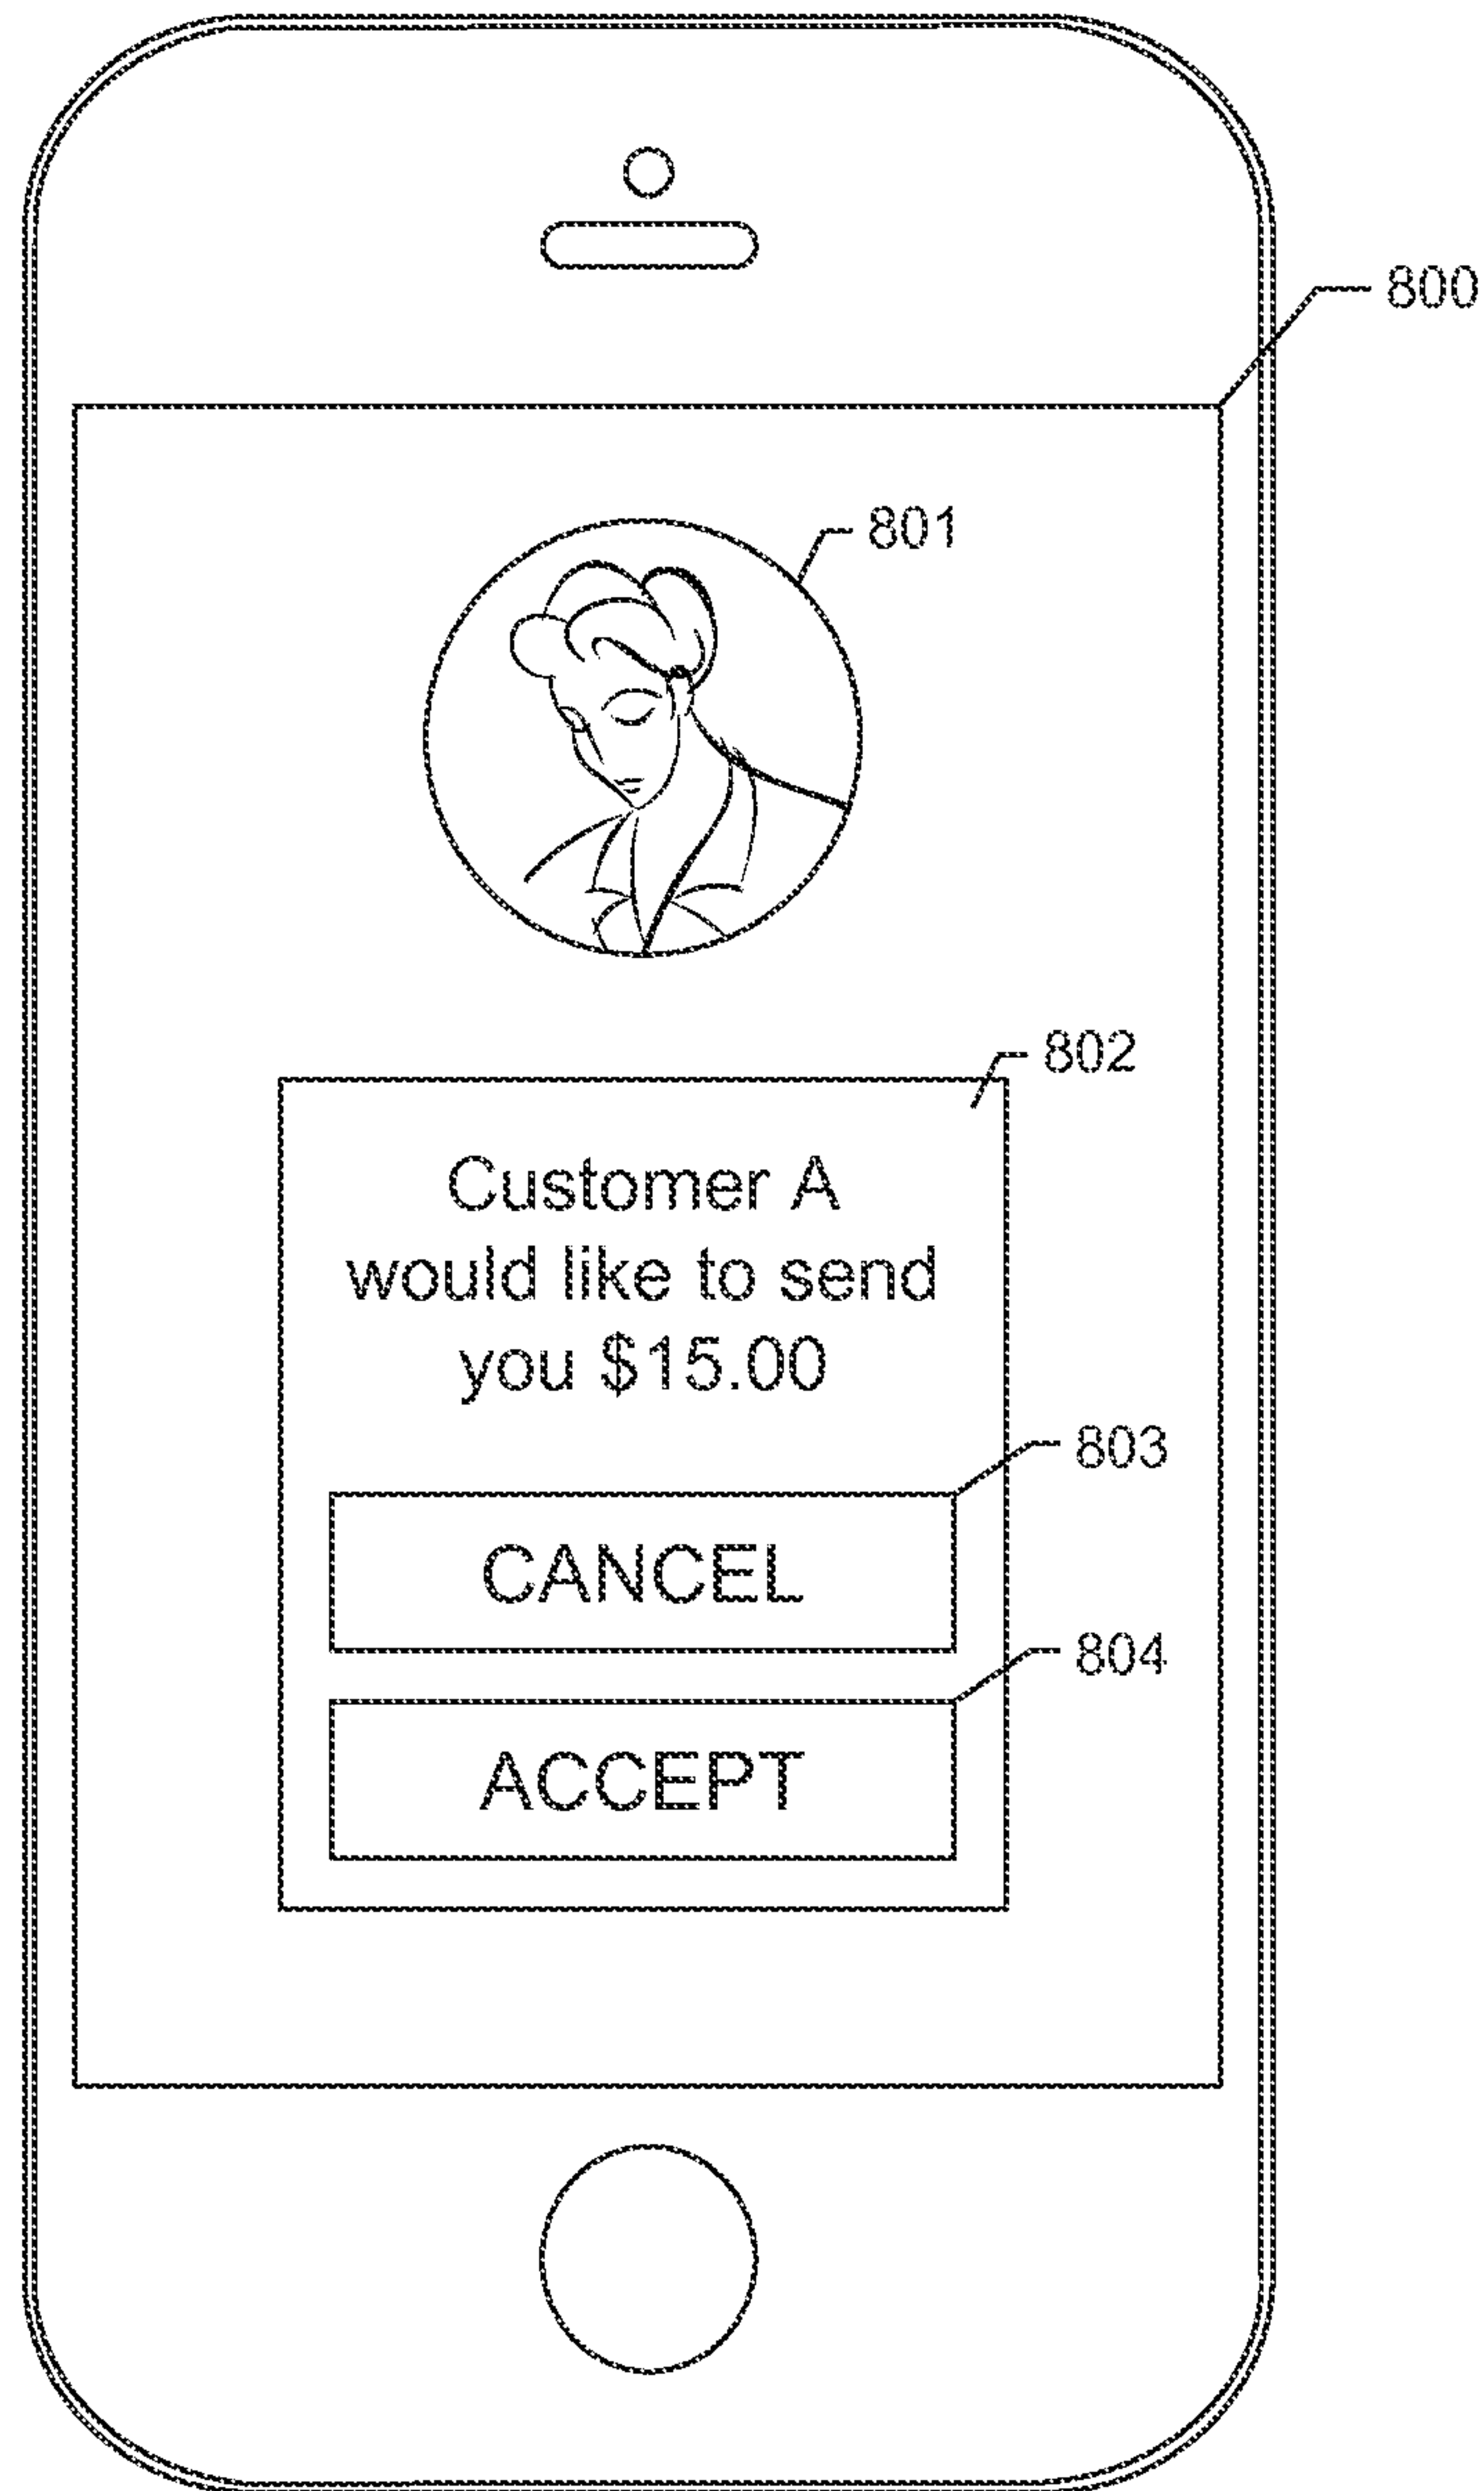 800
801
802
Customer A
would like to send
you $15.00
803
CANCEL
804
ACCEPT